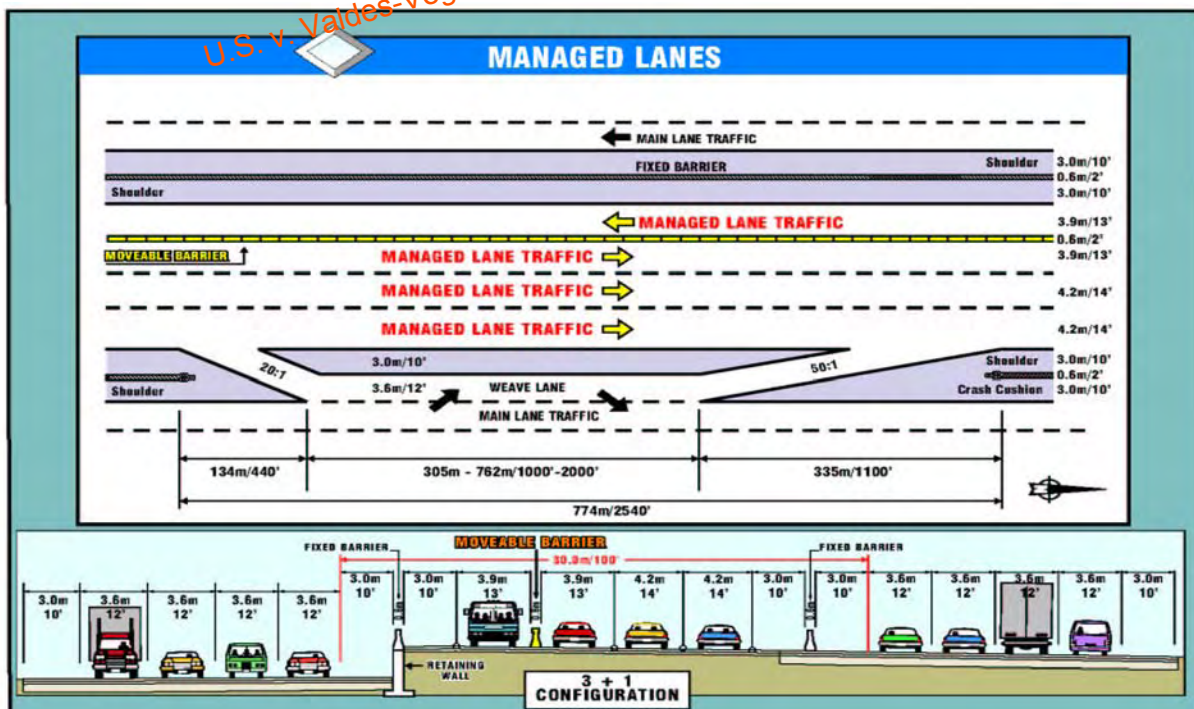 U.S. v. Valdes-Veg
MANAGED LANES
MAIN LANE TRAFFIC
FIXED BARRIER
Shoulder 3.0m/10'
0.6m/2'
Shoulder 3.0m/10'
MANAGED LANE TRAFFIC 3.9m/13'
0.6m/2'
MOVEABLE BARRIER MANAGED LANE TRAFFIC 3.9m/13'
MANAGED LANE TRAFFIC 4.2m/14'
MANAGED LANE TRAFFIC 4.2m/14'
20:1 3.0m/10' 50:1 Shoulder 3.0m/10'
0.6m/2'
Shoulder 3.6m/12' WEAVE LANE Crash Cushion 3.0m/10'
MAIN LANE TRAFFIC
134m/440' 305m - 762m/1000'-2000' 335m/1100'
774m/2540'
FIXED BARRIER MOVEABLE BARRIER FIXED BARRIER
30.0m/100'
3.0m 3.6m 3.6m 3.6m 3.6m 3.0m 3.0m 3.9m 3.9m 4.2m 4.2m 3.0m 3.0m 3.6m 3.6m 3.6m 3.6m 3.0m
10' 12' 12' 12' 12' 10' 10' 13' 13' 14' 14' 10' 10' 12' 12' 12' 12' 10'
RETAINING
WALL
3 + 1
CONFIGURATION